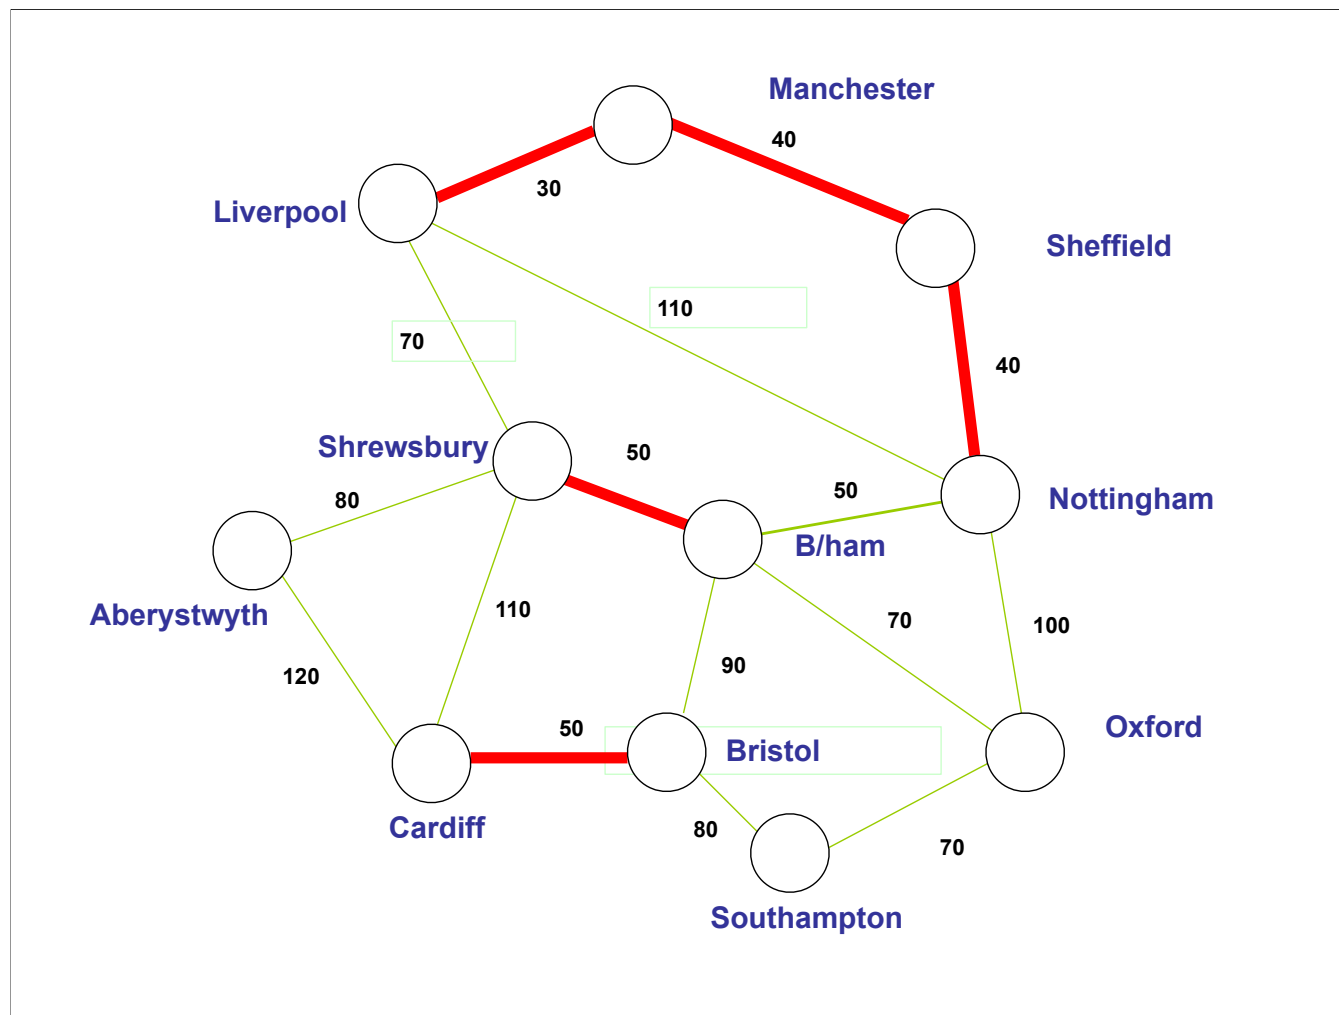 Manchester
40
30
Liverpool
Sheffield
110
70
40
Shrewsbury
50
80
50
Nottingham
B/ham
Aberystwyth
110
70
100
120
90
50
Bristol
Oxford
Cardiff
80
70
Southampton